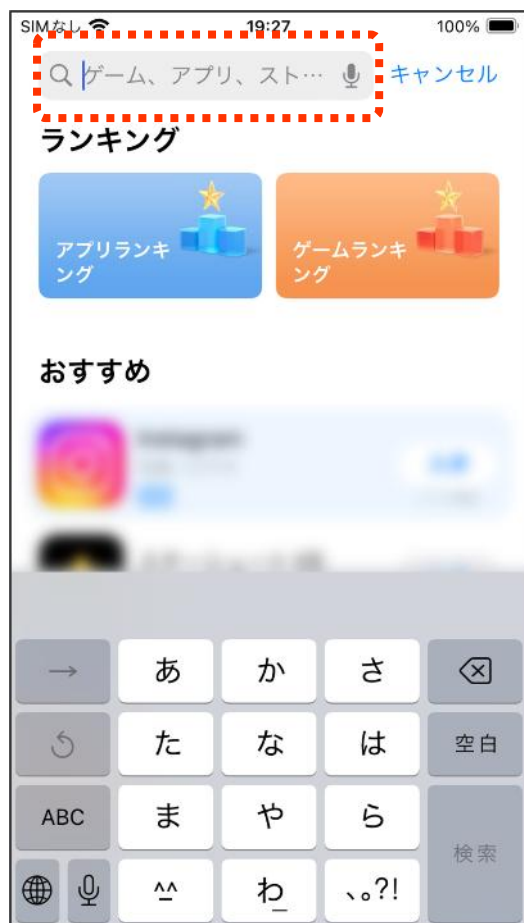 SIMなし 19:27 100%
ゲーム、アプリ、スト… キャンセル
ランキング
アプリランキ
ング
ゲームランキ
ング
おすすめ
Instagram
→ あ か さ
た な は 空白
ABC ま や ら
検索
^^ わ_ 、。?!